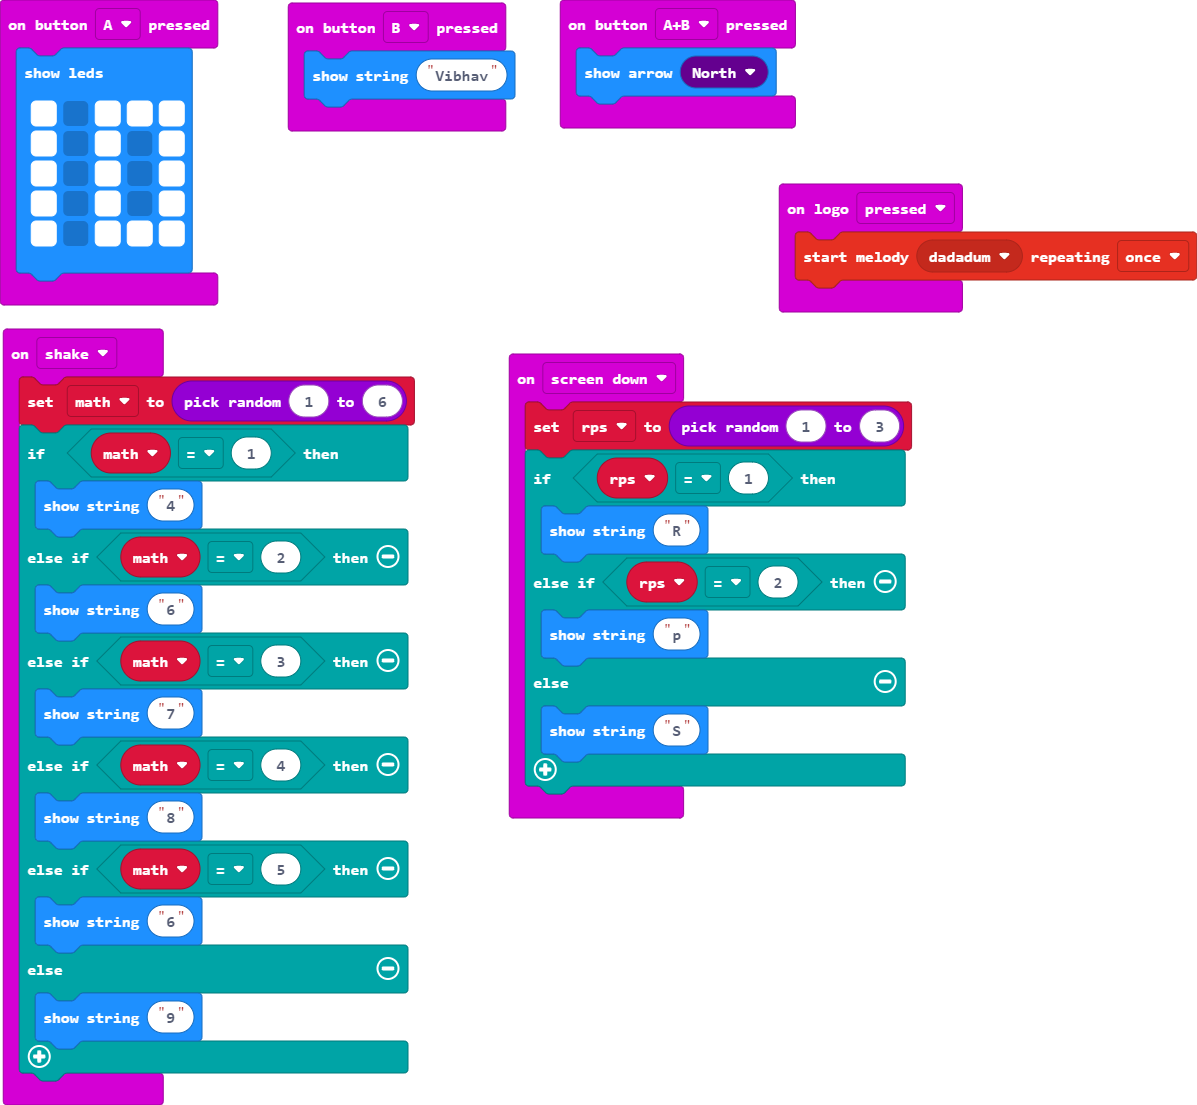 on button A pressed
show leds
on button B pressed
show string "Vibhav"
on button A+B pressed
show arrow North
on logo pressed
start melody dadadum repeating once
on shake
set math to pick random 1 to 6
if math = 1 then
show string "4"
else if math = 2 then
show string "6"
else if math = 3 then
show string "7"
else if math = 4 then
show string "8"
else if math = 5 then
show string "6"
else
show string "9"
on screen down
set rps to pick random 1 to 3
if rps = 1 then
show string "R"
else if rps = 2 then
show string "p"
else
show string "S"